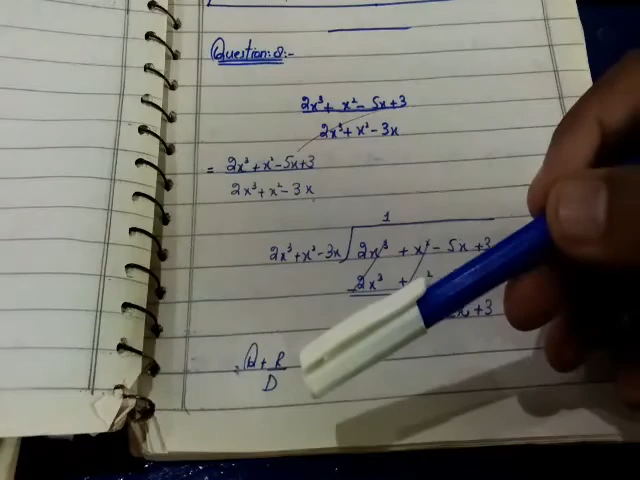 Question: 8:-
2x³ + x² - 5x + 3
2x³ + x² - 3x
= 2x³ + x² - 5x + 3
2x³ + x² - 3x
1
2x³ + x² - 3x 2x³ + x² - 5x + 3
-2x³ +
x + 3
= Q + R
D